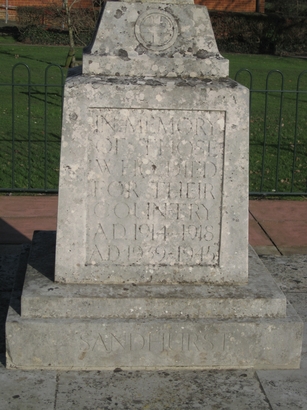 IN MEMORY
OF THOSE
WHO DIED
FOR THEIR
COUNTRY
A.D. 1914-1918
A.D. 1939-1945
SANDHURST